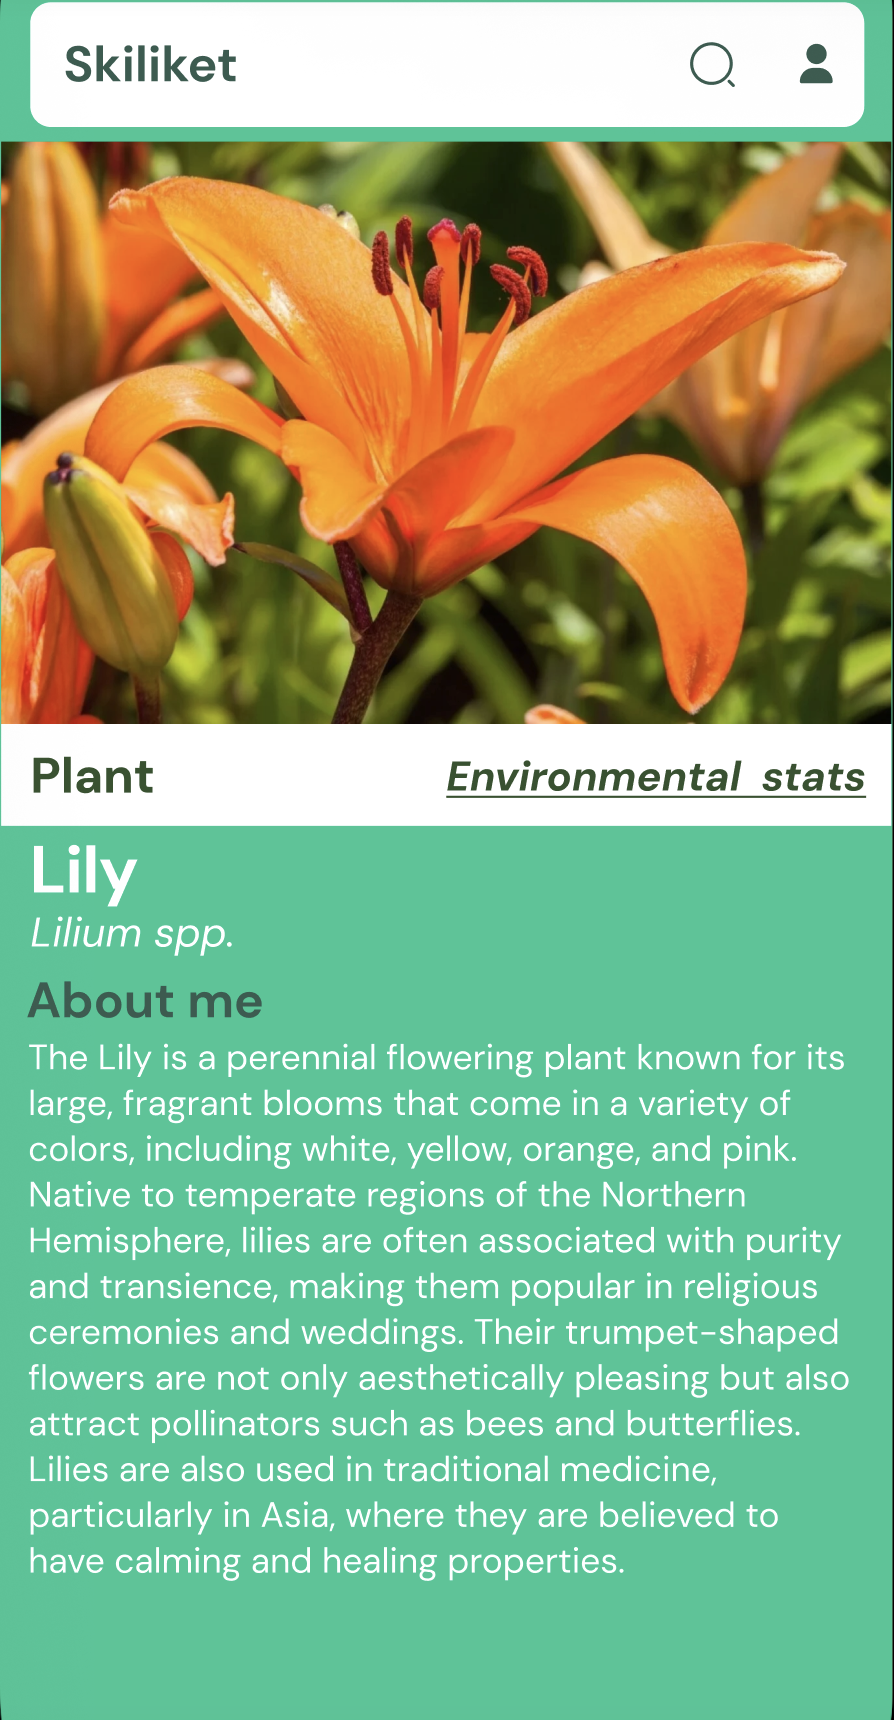 Skiliket
Plant
Environmental stats
Lily
Lilium spp.
About me
The Lily is a perennial flowering plant known for its
large, fragrant blooms that come in a variety of
colors, including white, yellow, orange, and pink.
Native to temperate regions of the Northern
Hemisphere, lilies are often associated with purity
and transience, making them popular in religious
ceremonies and weddings. Their trumpet-shaped
flowers are not only aesthetically pleasing but also
attract pollinators such as bees and butterflies.
Lilies are also used in traditional medicine,
particularly in Asia, where they are believed to
have calming and healing properties.